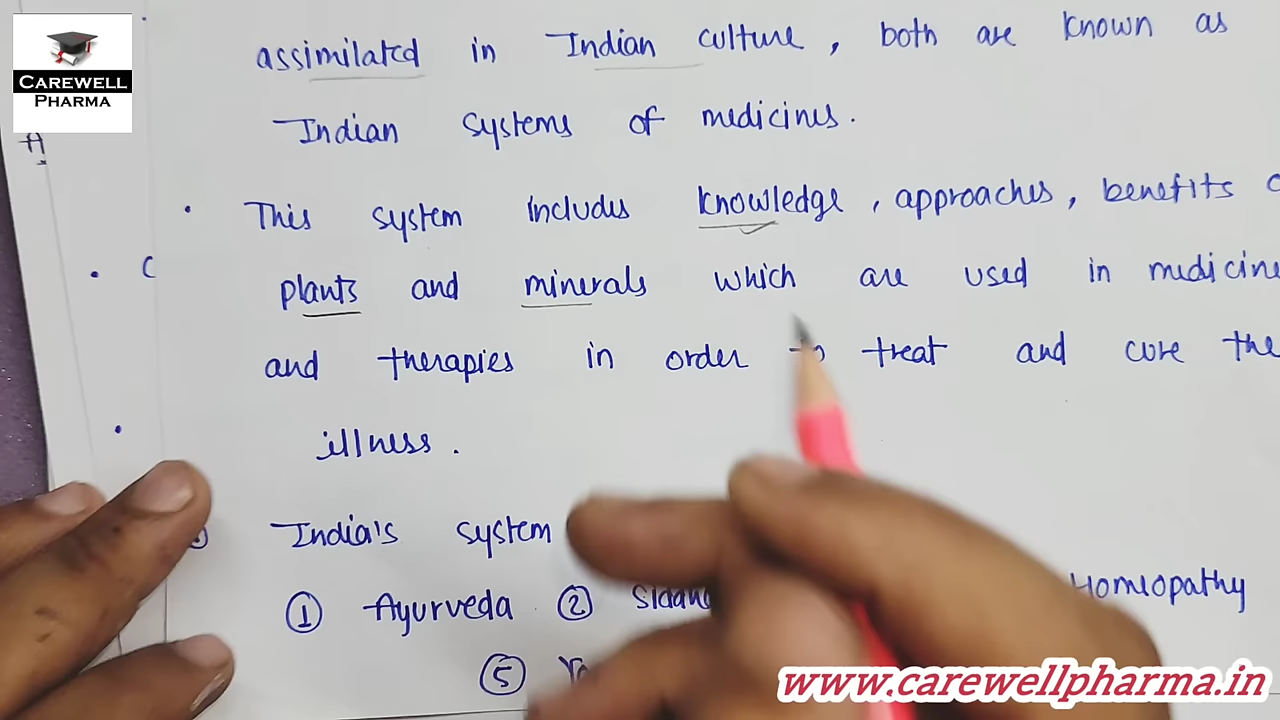 CAREWELL
PHARMA
assimilated in Indian culture, both are known as
Indian systems of medicines.
This system includes knowledge, approaches, benefits
plants and minerals which are used in medicine
and therapies in order to treat and cure the
illness.
India's system
① Ayurveda ② Homeopathy
⑤
www.carewellpharma.in